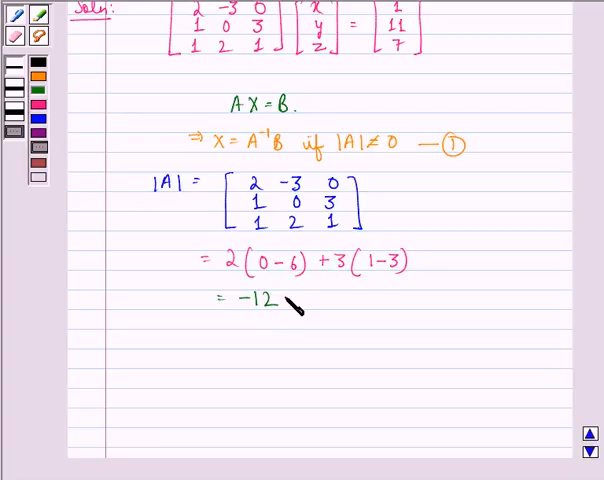 Soln:
2 -3 0 x 1
1 0 3 y = 11
1 2 1 z 7
AX = B.
⇒ X = A⁻¹B if |A| ≠ 0 — ①
|A| = 2 -3 0
1 0 3
1 2 1
= 2(0-6) + 3(1-3)
= -12